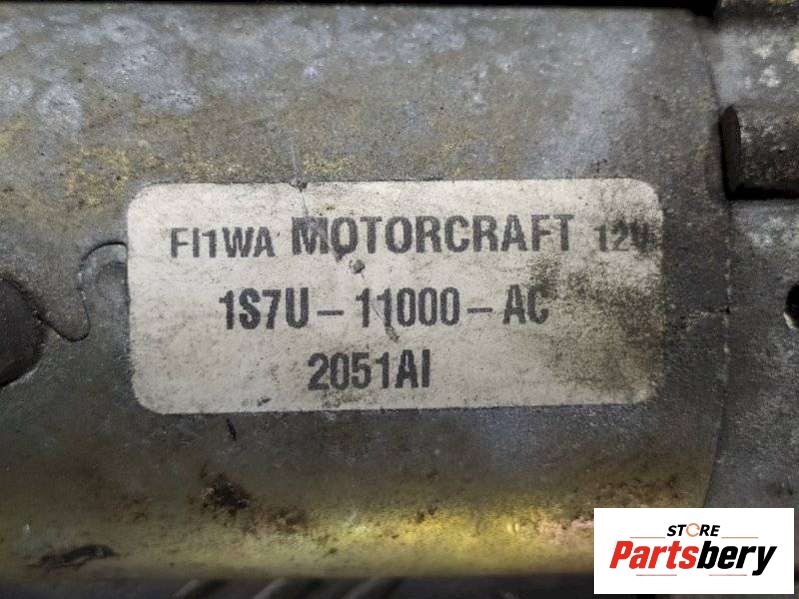 FI1WA MOTORCRAFT 12V
1S7U-11000-AC
2051AI
STORE
Partsbery